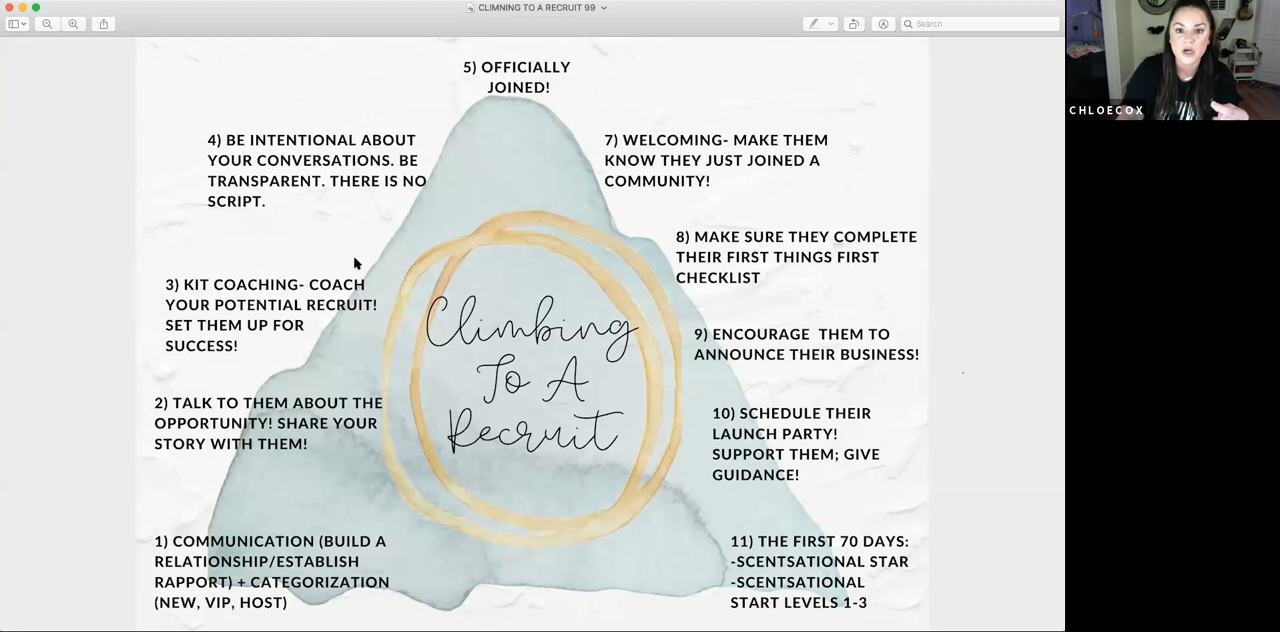 CLIMNING TO A RECRUIT 99
Search
CHLOECOX
5) OFFICIALLY
JOINED!
4) BE INTENTIONAL ABOUT
YOUR CONVERSATIONS. BE
TRANSPARENT. THERE IS NO
SCRIPT.
7) WELCOMING- MAKE THEM
KNOW THEY JUST JOINED A
COMMUNITY!
8) MAKE SURE THEY COMPLETE
THEIR FIRST THINGS FIRST
CHECKLIST
3) KIT COACHING- COACH
YOUR POTENTIAL RECRUIT!
SET THEM UP FOR
SUCCESS!
Climbing
To A
Recruit
9) ENCOURAGE THEM TO
ANNOUNCE THEIR BUSINESS!
2) TALK TO THEM ABOUT THE
OPPORTUNITY! SHARE YOUR
STORY WITH THEM!
10) SCHEDULE THEIR
LAUNCH PARTY!
SUPPORT THEM; GIVE
GUIDANCE!
1) COMMUNICATION (BUILD A
RELATIONSHIP/ESTABLISH
RAPPORT) + CATEGORIZATION
(NEW, VIP, HOST)
11) THE FIRST 70 DAYS:
-SCENTSATIONAL STAR
-SCENTSATIONAL
START LEVELS 1-3